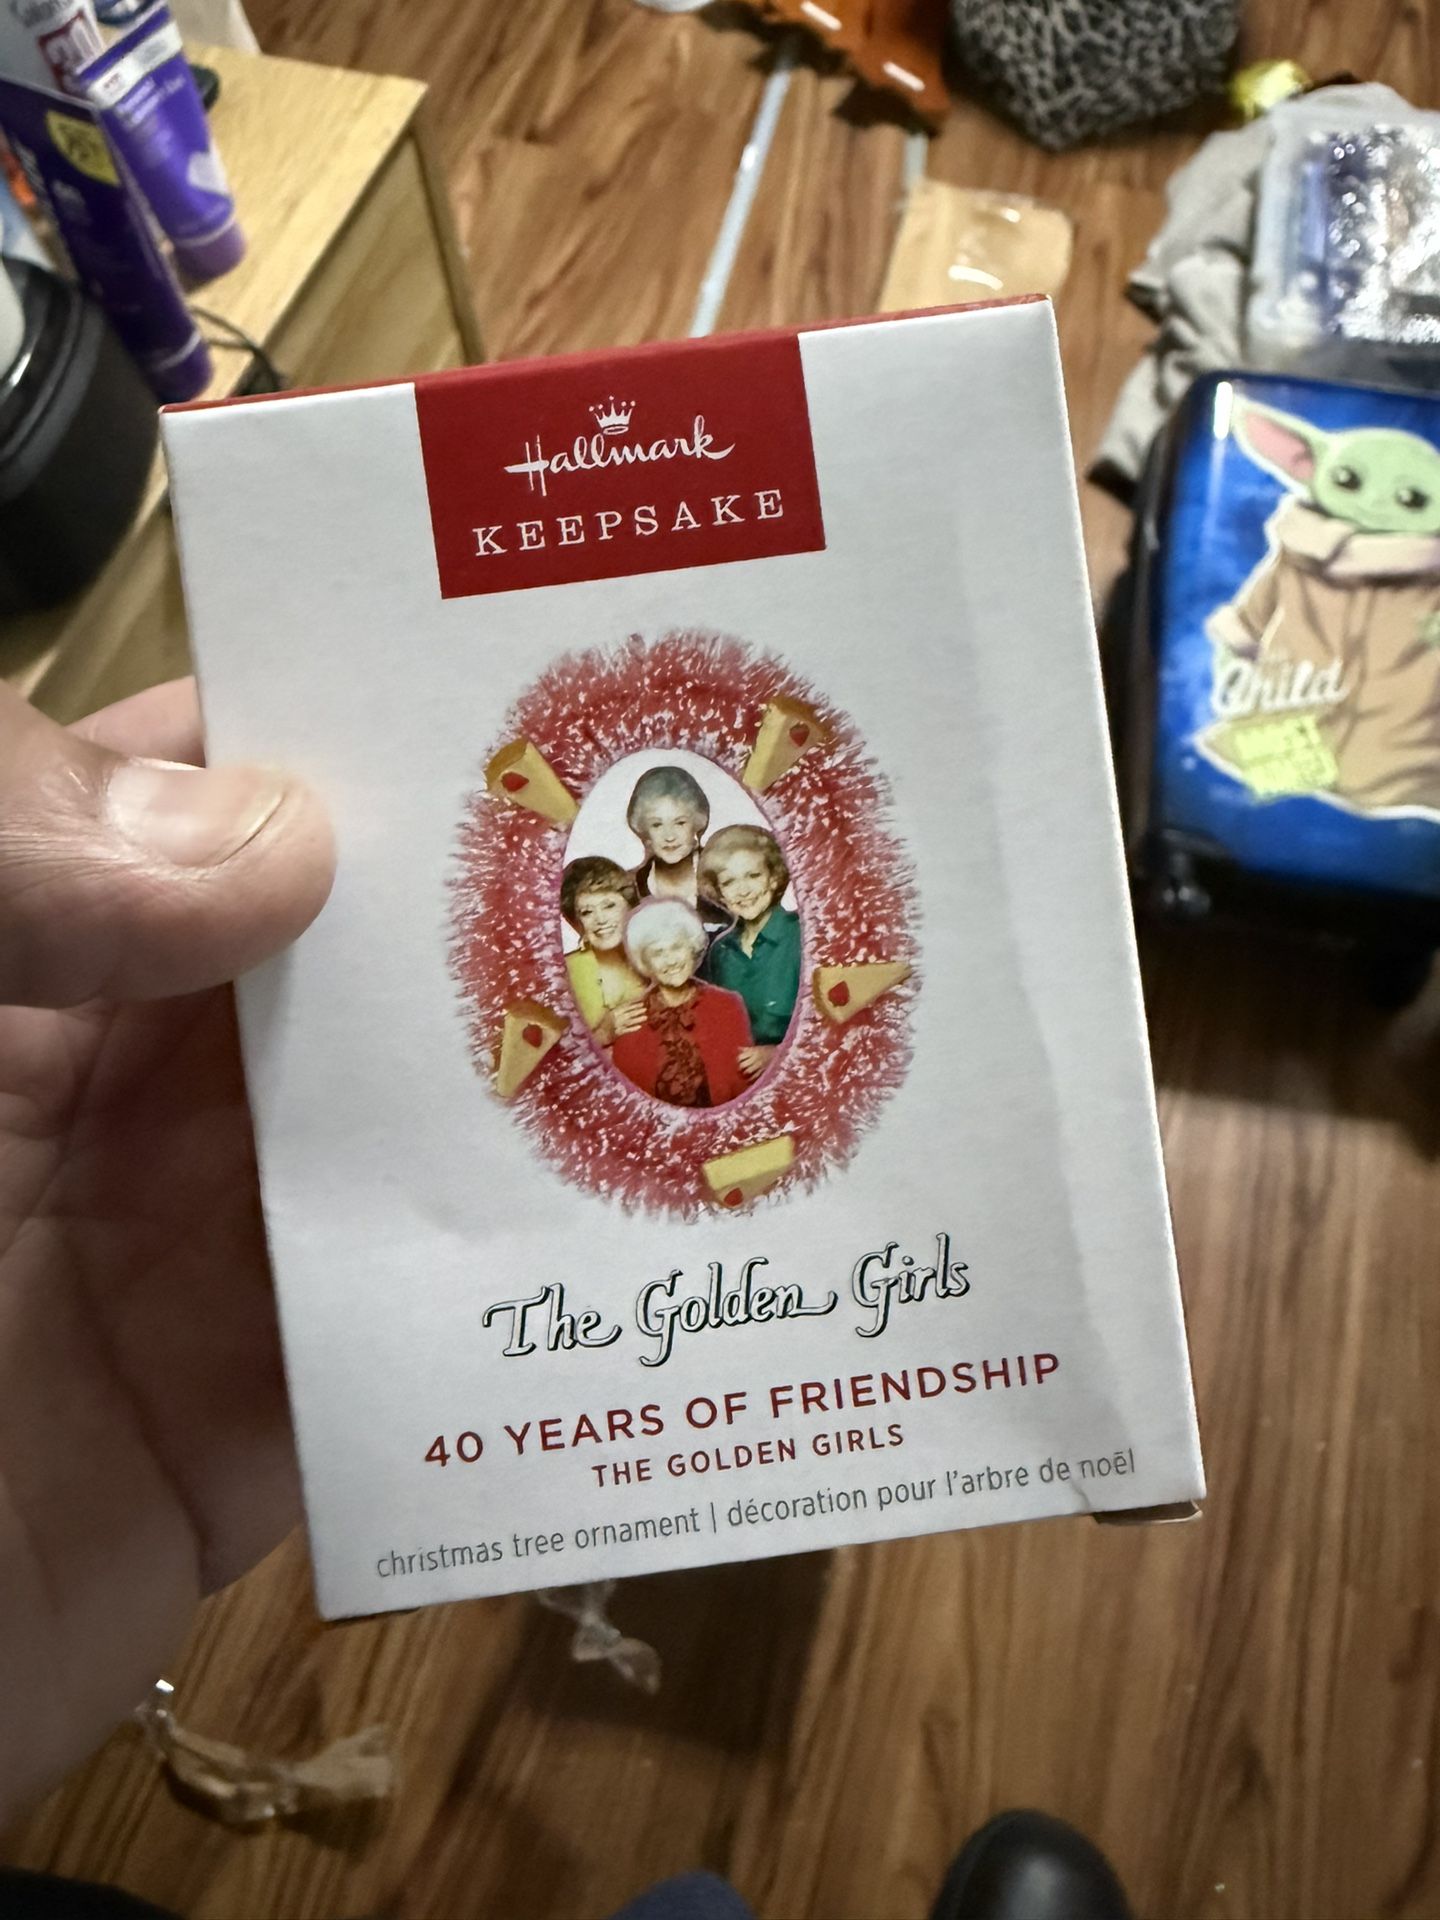 Hallmark
KEEPSAKE
The Golden Girls
40 YEARS OF FRIENDSHIP
THE GOLDEN GIRLS
christmas tree ornament | décoration pour l'arbre de noël
Child